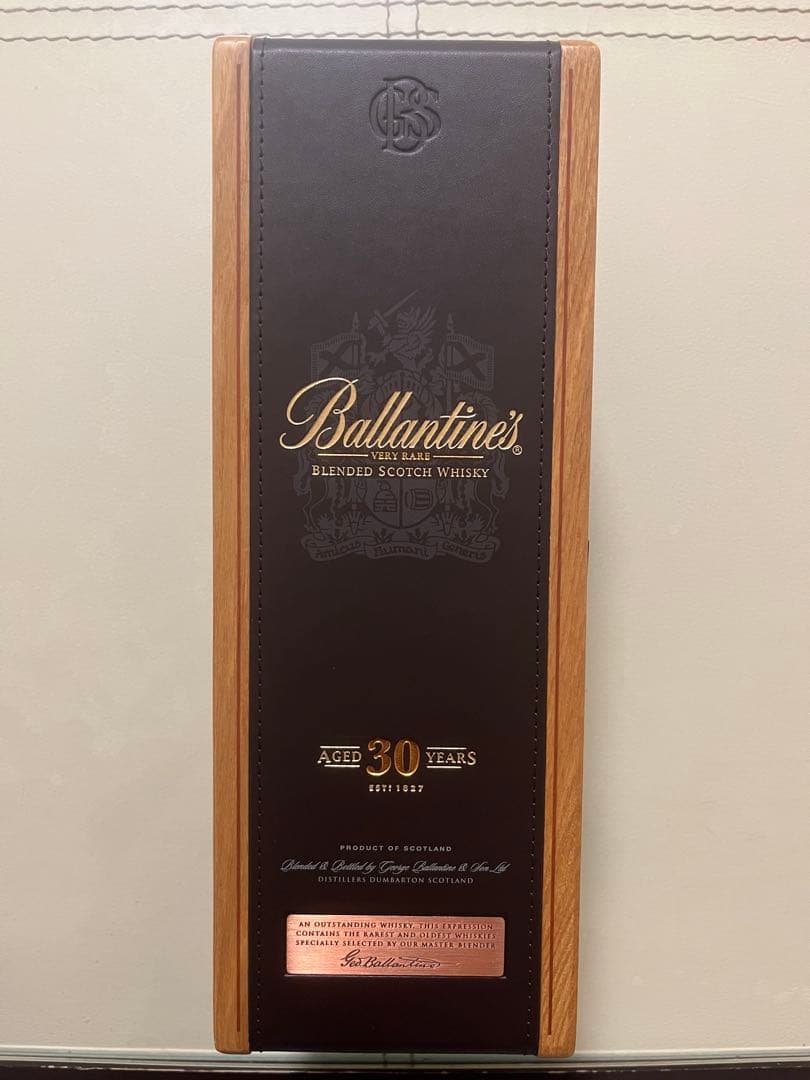 GBS
Ballantine's®
VERY RARE
BLENDED SCOTCH WHISKY
Amicus Humani Generis
AGED 30 YEARS
ESTD 1827
PRODUCT OF SCOTLAND
Blended & Bottled by George Ballantine & Son Ltd
DISTILLERS DUMBARTON SCOTLAND
AN OUTSTANDING WHISKY, THIS EXPRESSION
CONTAINS THE RAREST AND OLDEST WHISKIES
SPECIALLY SELECTED BY OUR MASTER BLENDER
Geo Ballantine